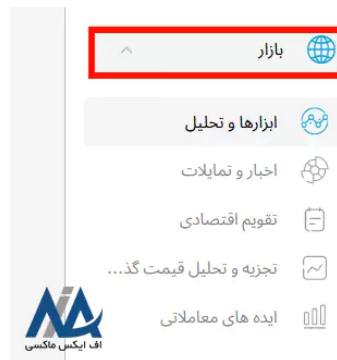 بازار
ابزارها و تحلیل
اخبار و تمایلات
تقویم اقتصادی
تجزیه و تحلیل قیمت گذ...
ایده های معاملاتی
اف ایکس ماکسی